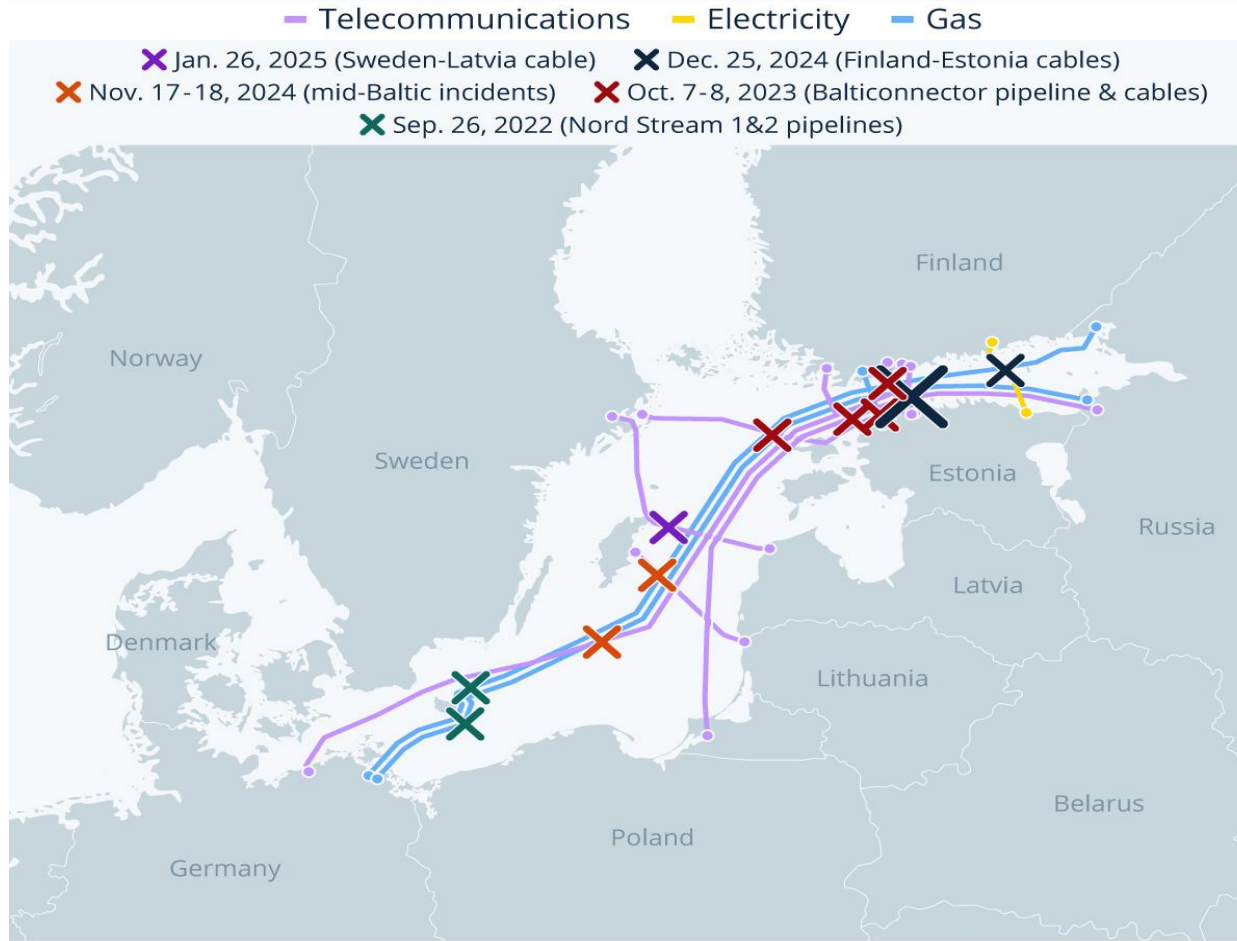 Telecommunications Electricity Gas
Jan. 26, 2025 (Sweden-Latvia cable) Dec. 25, 2024 (Finland-Estonia cables)
Nov. 17-18, 2024 (mid-Baltic incidents) Oct. 7-8, 2023 (Balticonnector pipeline & cables)
Sep. 26, 2022 (Nord Stream 1&2 pipelines)
Finland
Norway
Sweden
Estonia
Russia
Latvia
Denmark
Lithuania
Belarus
Poland
Germany